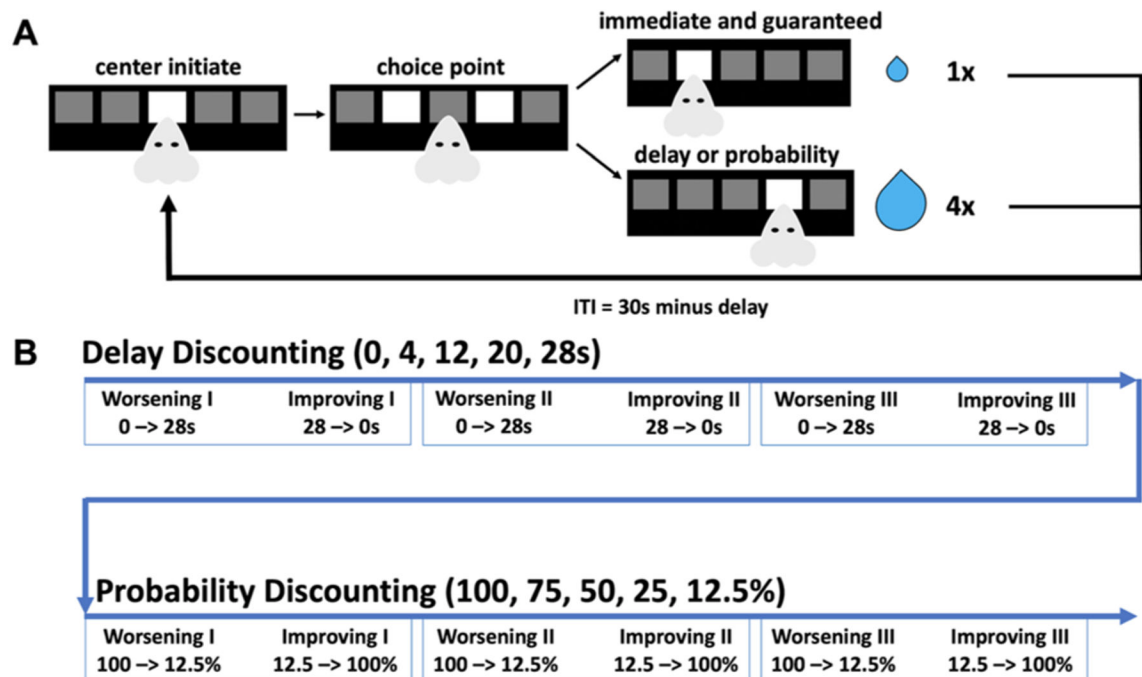 A
center initiate
choice point
immediate and guaranteed
1x
delay or probability
4x
ITI = 30s minus delay
B
Delay Discounting (0, 4, 12, 20, 28s)
Worsening I Improving I Worsening II Improving II Worsening III Improving III
0 –> 28s 28 –> 0s 0 –> 28s 28 –> 0s 0 –> 28s 28 –> 0s
Probability Discounting (100, 75, 50, 25, 12.5%)
Worsening I Improving I Worsening II Improving II Worsening III Improving III
100 –> 12.5% 12.5 –> 100% 100 –> 12.5% 12.5 –> 100% 100 –> 12.5% 12.5 –> 100%